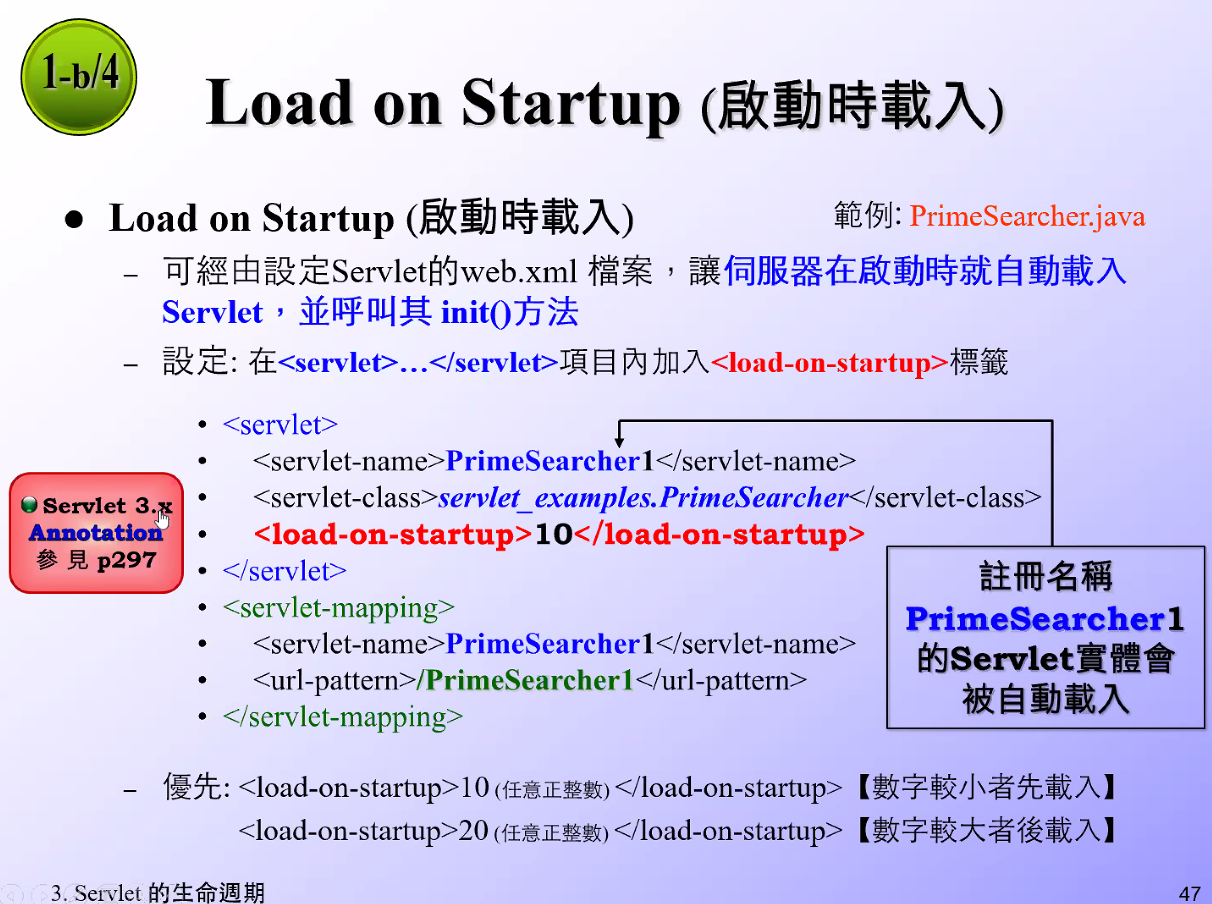 1-b/4
Load on Startup (啟動時載入)
● Load on Startup (啟動時載入)
範例: PrimeSearcher.java
– 可經由設定Servlet的web.xml 檔案，讓伺服器在啟動時就自動載入
Servlet，並呼叫其 init()方法
– 設定: 在<servlet>…</servlet>項目內加入<load-on-startup>標籤
• <servlet>
• <servlet-name>PrimeSearcher1</servlet-name>
• <servlet-class>servlet_examples.PrimeSearcher</servlet-class>
• <load-on-startup>10</load-on-startup>
• </servlet>
• <servlet-mapping>
• <servlet-name>PrimeSearcher1</servlet-name>
• <url-pattern>/PrimeSearcher1</url-pattern>
• </servlet-mapping>
Servlet 3.x
Annotation
參 見 p297
註冊名稱
PrimeSearcher1
的Servlet實體會
被自動載入
– 優先: <load-on-startup>10 (任意正整數) </load-on-startup>【數字較小者先載入】
<load-on-startup>20 (任意正整數) </load-on-startup>【數字較大者後載入】
3. Servlet 的生命週期
47